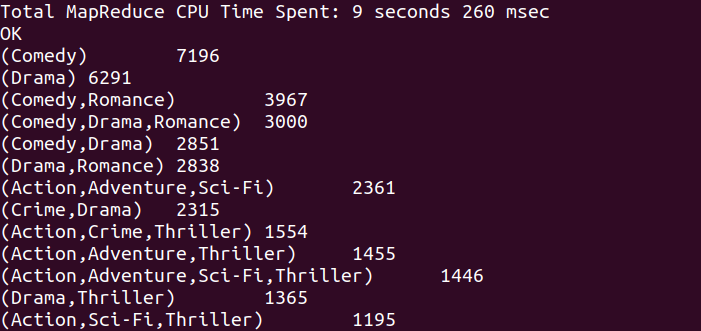 Total MapReduce CPU Time Spent: 9 seconds 260 msec
OK
(Comedy) 7196
(Drama) 6291
(Comedy,Romance) 3967
(Comedy,Drama,Romance) 3000
(Comedy,Drama) 2851
(Drama,Romance) 2838
(Action,Adventure,Sci-Fi) 2361
(Crime,Drama) 2315
(Action,Crime,Thriller) 1554
(Action,Adventure,Thriller) 1455
(Action,Adventure,Sci-Fi,Thriller) 1446
(Drama,Thriller) 1365
(Action,Sci-Fi,Thriller) 1195